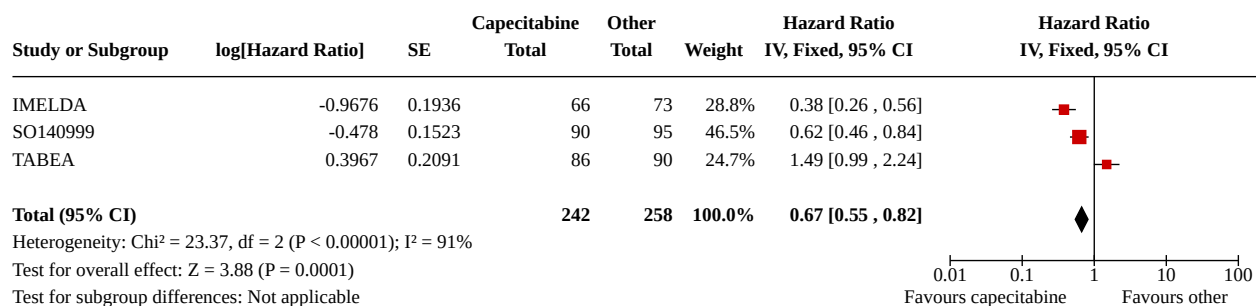 Capecitabine Other Hazard Ratio Hazard Ratio
Study or Subgroup log[Hazard Ratio] SE Total Total Weight IV, Fixed, 95% CI IV, Fixed, 95% CI
IMELDA -0.9676 0.1936 66 73 28.8% 0.38 [0.26 , 0.56]
SO140999 -0.478 0.1523 90 95 46.5% 0.62 [0.46 , 0.84]
TABEA 0.3967 0.2091 86 90 24.7% 1.49 [0.99 , 2.24]
Total (95% CI) 242 258 100.0% 0.67 [0.55 , 0.82]
Heterogeneity: Chi² = 23.37, df = 2 (P < 0.00001); I² = 91%
Test for overall effect: Z = 3.88 (P = 0.0001)
0.01 0.1 1 10 100
Test for subgroup differences: Not applicable Favours capecitabine Favours other